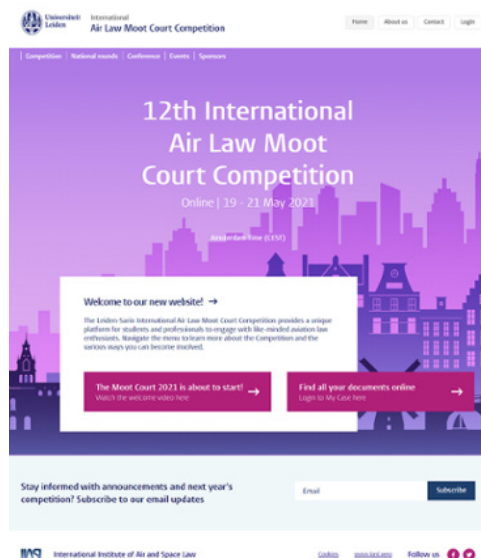 Universiteit
Leiden
International
Air Law Moot Court Competition
Home About us Contact Login
Competition National rounds Conference Events Sponsors
12th International
Air Law Moot
Court Competition
Online | 19 - 21 May 2021
Amsterdam Time (CEST)
Welcome to our new website! →
The Leiden-Sarin International Air Law Moot Court Competition provides a unique
platform for students and professionals to engage with like-minded aviation law
enthusiasts. Navigate the menu to learn more about the Competition and the
various ways you can become involved.
The Moot Court 2021 is about to start! →
Watch the welcome video here
Find all your documents online →
Login to My Case here
Stay informed with announcements and next year's
competition? Subscribe to our email updates
Email
Subscribe
International Institute of Air and Space Law
Cookies
Follow us